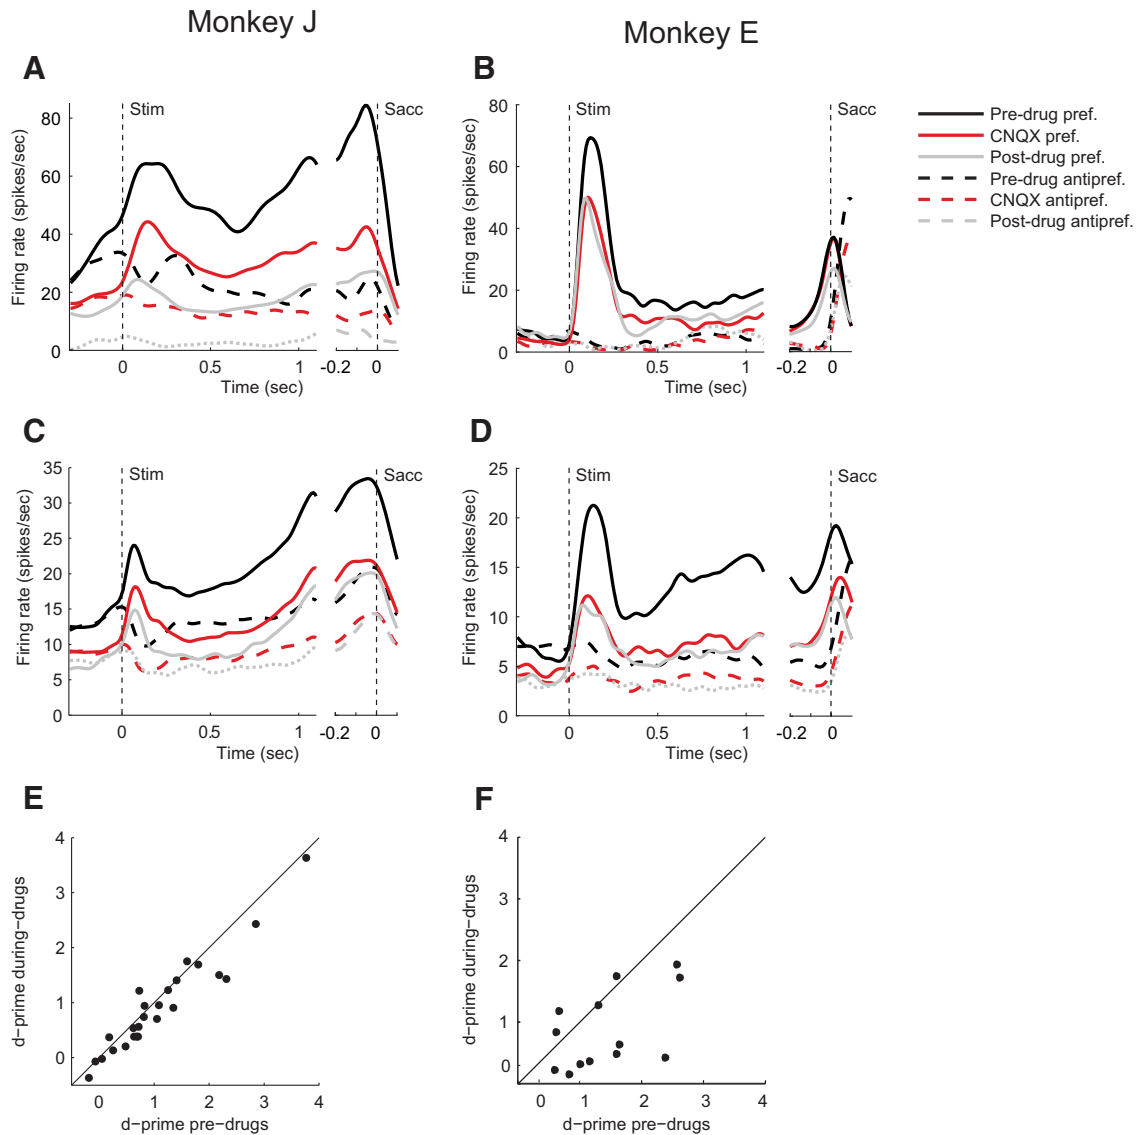 Monkey J
Monkey E
A
Firing rate (spikes/sec)
80
60
40
20
0
Stim
Sacc
0
0.5
1
-0.2
0
Time (sec)
B
Firing rate (spikes/sec)
80
60
40
20
0
0
0.5
1
-0.2
0
Time (sec)
Pre-drug pref.
CNQX pref.
Post-drug pref.
Pre-drug antipref.
CNQX antipref.
Post-drug antipref.
C
Firing rate (spikes/sec)
35
30
25
20
15
10
5
0
Stim
Sacc
0
0.5
1
-0.2
0
Time (sec)
D
Firing rate (spikes/sec)
25
20
15
10
5
0
Stim
Sacc
0
0.5
1
-0.2
0
Time (sec)
E
d-prime during-drugs
4
3
2
1
0
0
1
2
3
4
d-prime pre-drugs
F
d-prime during-drugs
4
3
2
1
0
0
1
2
3
4
d-prime pre-drugs